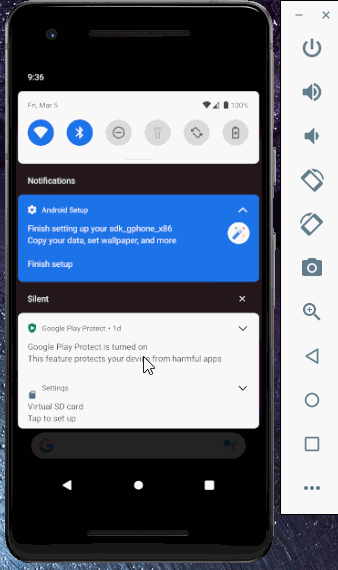 9:36
Fri, Mar 5
100%
Notifications
Android Setup
Finish setting up your sdk_gphone_x86
Copy your data, set wallpaper, and more
Finish setup
Silent
Google Play Protect • 1d
Google Play Protect is turned on
This feature protects your device from harmful apps
Settings
Virtual SD card
Tap to set up